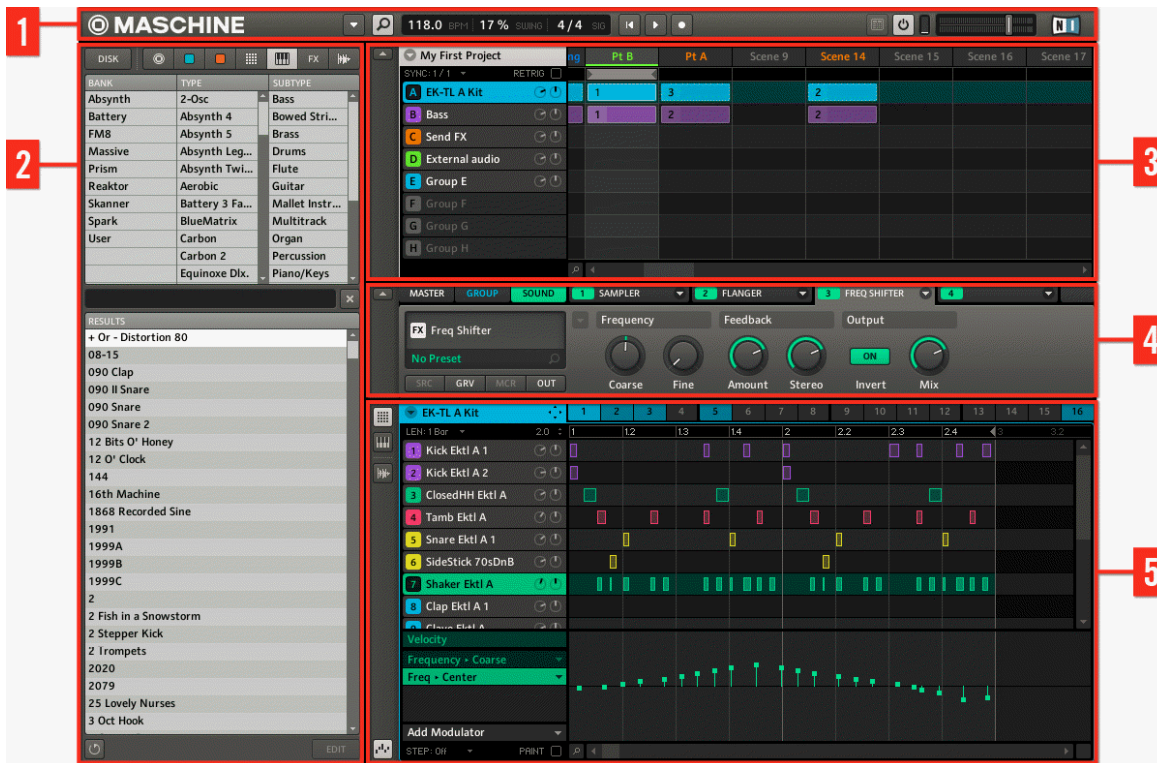 1
MASCHINE
118.0 BPM 17 % SWING 4 / 4 SIG
2
DISK FX
BANK TYPE SUBTYPE
Absynth 2-Osc Bass
Battery Absynth 4 Bowed Stri...
FM8 Absynth 5 Brass
Massive Absynth Leg... Drums
Prism Absynth Twi... Flute
Reaktor Aerobic Guitar
Skanner Battery 3 Fa... Mallet Instr...
Spark BlueMatrix Multitrack
User Carbon Organ
Carbon 2 Percussion
Equinoxe Dlx. Piano/Keys
RESULTS
+ Or - Distortion 80
08-15
090 Clap
090 II Snare
090 Snare
090 Snare 2
12 Bits O' Honey
12 O' Clock
144
16th Machine
1868 Recorded Sine
1991
1999A
1999B
1999C
2
2 Fish in a Snowstorm
2 Stepper Kick
2 Trompets
2020
2079
25 Lovely Nurses
3 Oct Hook
EDIT
3
My First Project ng Pt B Pt A Scene 9 Scene 14 Scene 15 Scene 16 Scene 17
SYNC: 1 / 1 RETRIG
A EK-TL A Kit 1 3 2
B Bass 1 2 2
C Send FX
D External audio
E Group E
F Group F
G Group G
H Group H
4
MASTER GROUP SOUND 1 SAMPLER 2 FLANGER 3 FREQ SHIFTER 4
FX Freq Shifter Frequency Feedback Output
No Preset ON
SRC GRV MCR OUT Coarse Fine Amount Stereo Invert Mix
5
EK-TL A Kit 1 2 3 4 5 6 7 8 9 10 11 12 13 14 15 16
LEN: 1 Bar 2.0 1 1.2 1.3 1.4 2 2.2 2.3 2.4 3 3.2
1 Kick Ektl A 1
2 Kick Ektl A 2
3 ClosedHH Ektl A
4 Tamb Ektl A
5 Snare Ektl A 1
6 SideStick 70sDnB
7 Shaker Ektl A
8 Clap Ektl A 1
9 Clave Ektl A
Velocity
Frequency ▸ Coarse
Freq ▸ Center
Add Modulator
STEP: Off PAINT